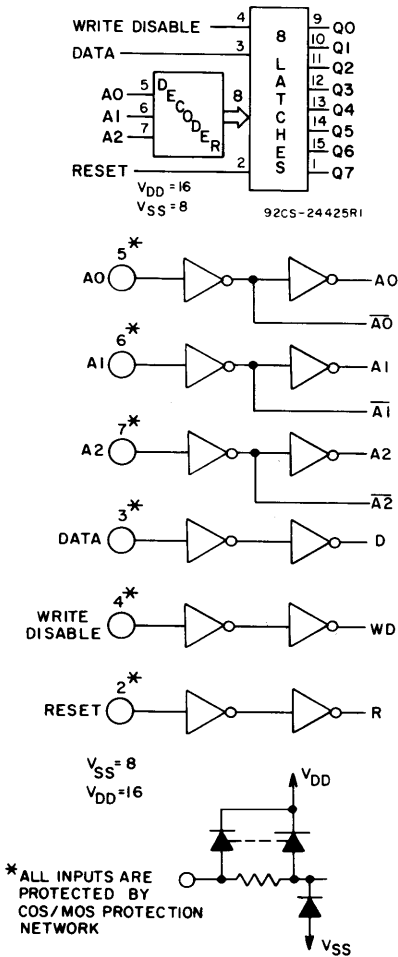 WRITE DISABLE 4
DATA 3
A0 5
A1 6
A2 7
DECODER
8
8 LATCHES
RESET 2
9 Q0
10 Q1
11 Q2
12 Q3
13 Q4
14 Q5
15 Q6
1 Q7
VDD = 16
VSS = 8
92CS-24425R1
5*
A0 A0
A0
6*
A1 A1
A1
7*
A2 A2
A2
3*
DATA D
4*
WRITE DISABLE WD
2*
RESET R
VSS = 8
VDD = 16
VDD
*ALL INPUTS ARE
PROTECTED BY
COS/MOS PROTECTION
NETWORK
VSS